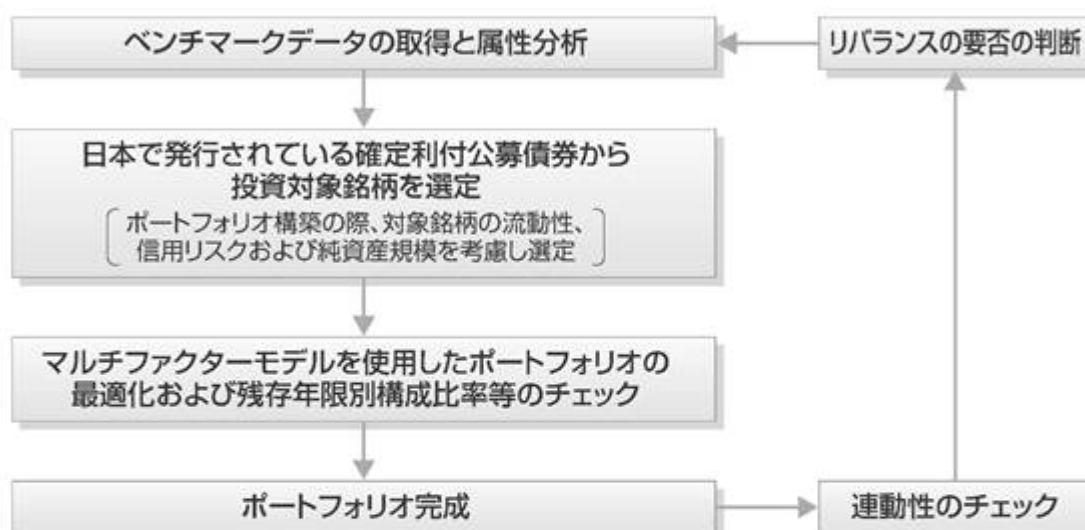 ベンチマークデータの取得と属性分析
リバランスの要否の判断
日本で発行されている確定利付公募債券から
投資対象銘柄を選定
ポートフォリオ構築の際、対象銘柄の流動性、
信用リスクおよび純資産規模を考慮し選定
マルチファクターモデルを使用したポートフォリオの
最適化および残存年限別構成比率等のチェック
ポートフォリオ完成
連動性のチェック